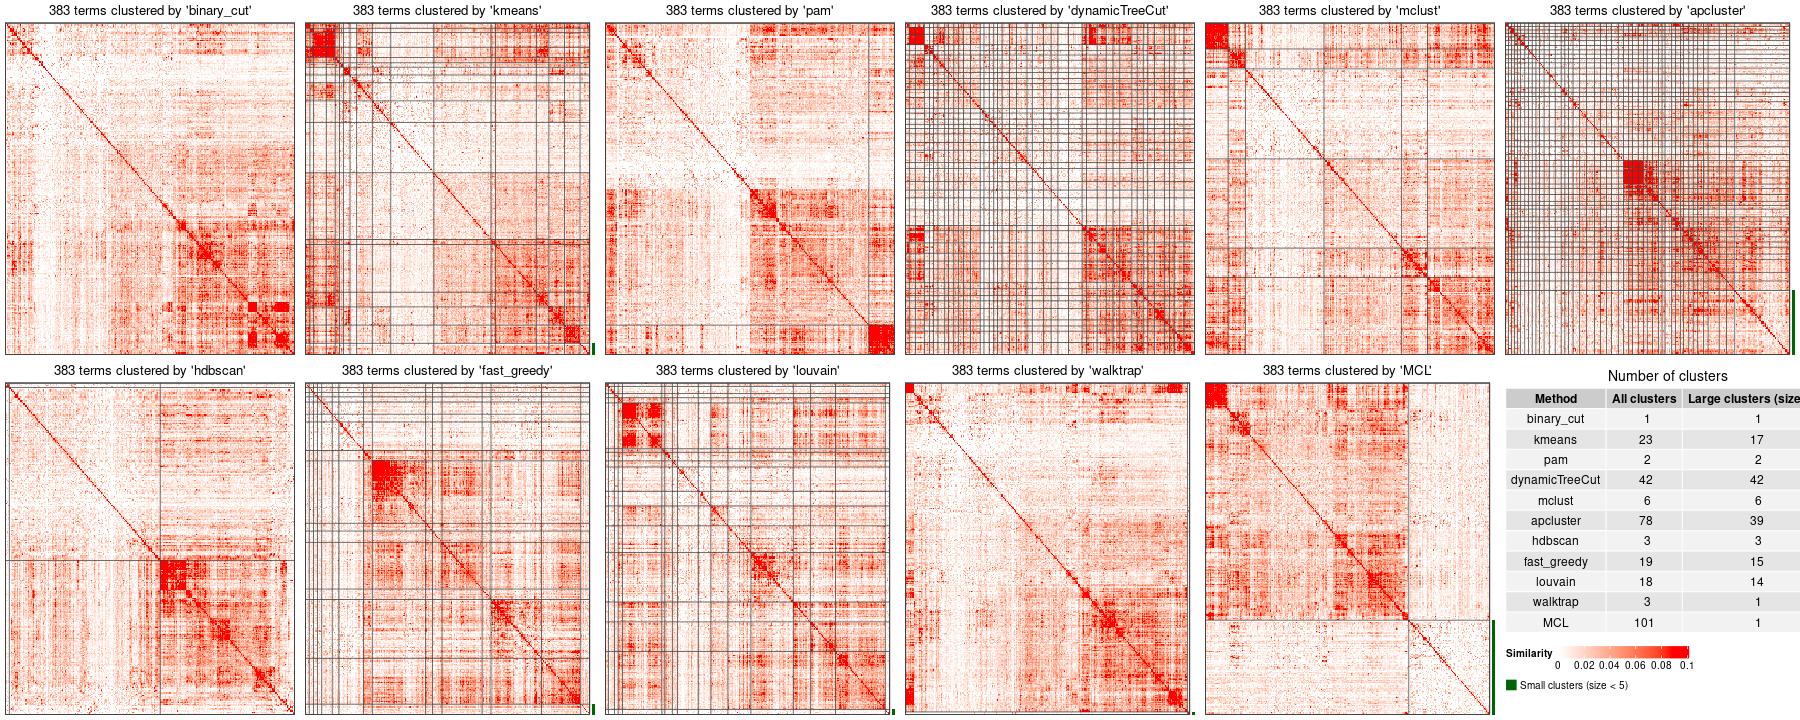 383 terms clustered by 'binary_cut'
383 terms clustered by 'kmeans'
383 terms clustered by 'pam'
383 terms clustered by 'dynamicTreeCut'
383 terms clustered by 'mclust'
383 terms clustered by 'apcluster'
383 terms clustered by 'hdbscan'
383 terms clustered by 'fast_greedy'
383 terms clustered by 'louvain'
383 terms clustered by 'walktrap'
383 terms clustered by 'MCL'
Number of clusters
Method All clusters Large clusters (size
binary_cut 1 1
kmeans 23 17
pam 2 2
dynamicTreeCut 42 42
mclust 6 6
apcluster 78 39
hdbscan 3 3
fast_greedy 19 15
louvain 18 14
walktrap 3 1
MCL 101 1
Similarity
0 0.02 0.04 0.06 0.08 0.1
Small clusters (size < 5)